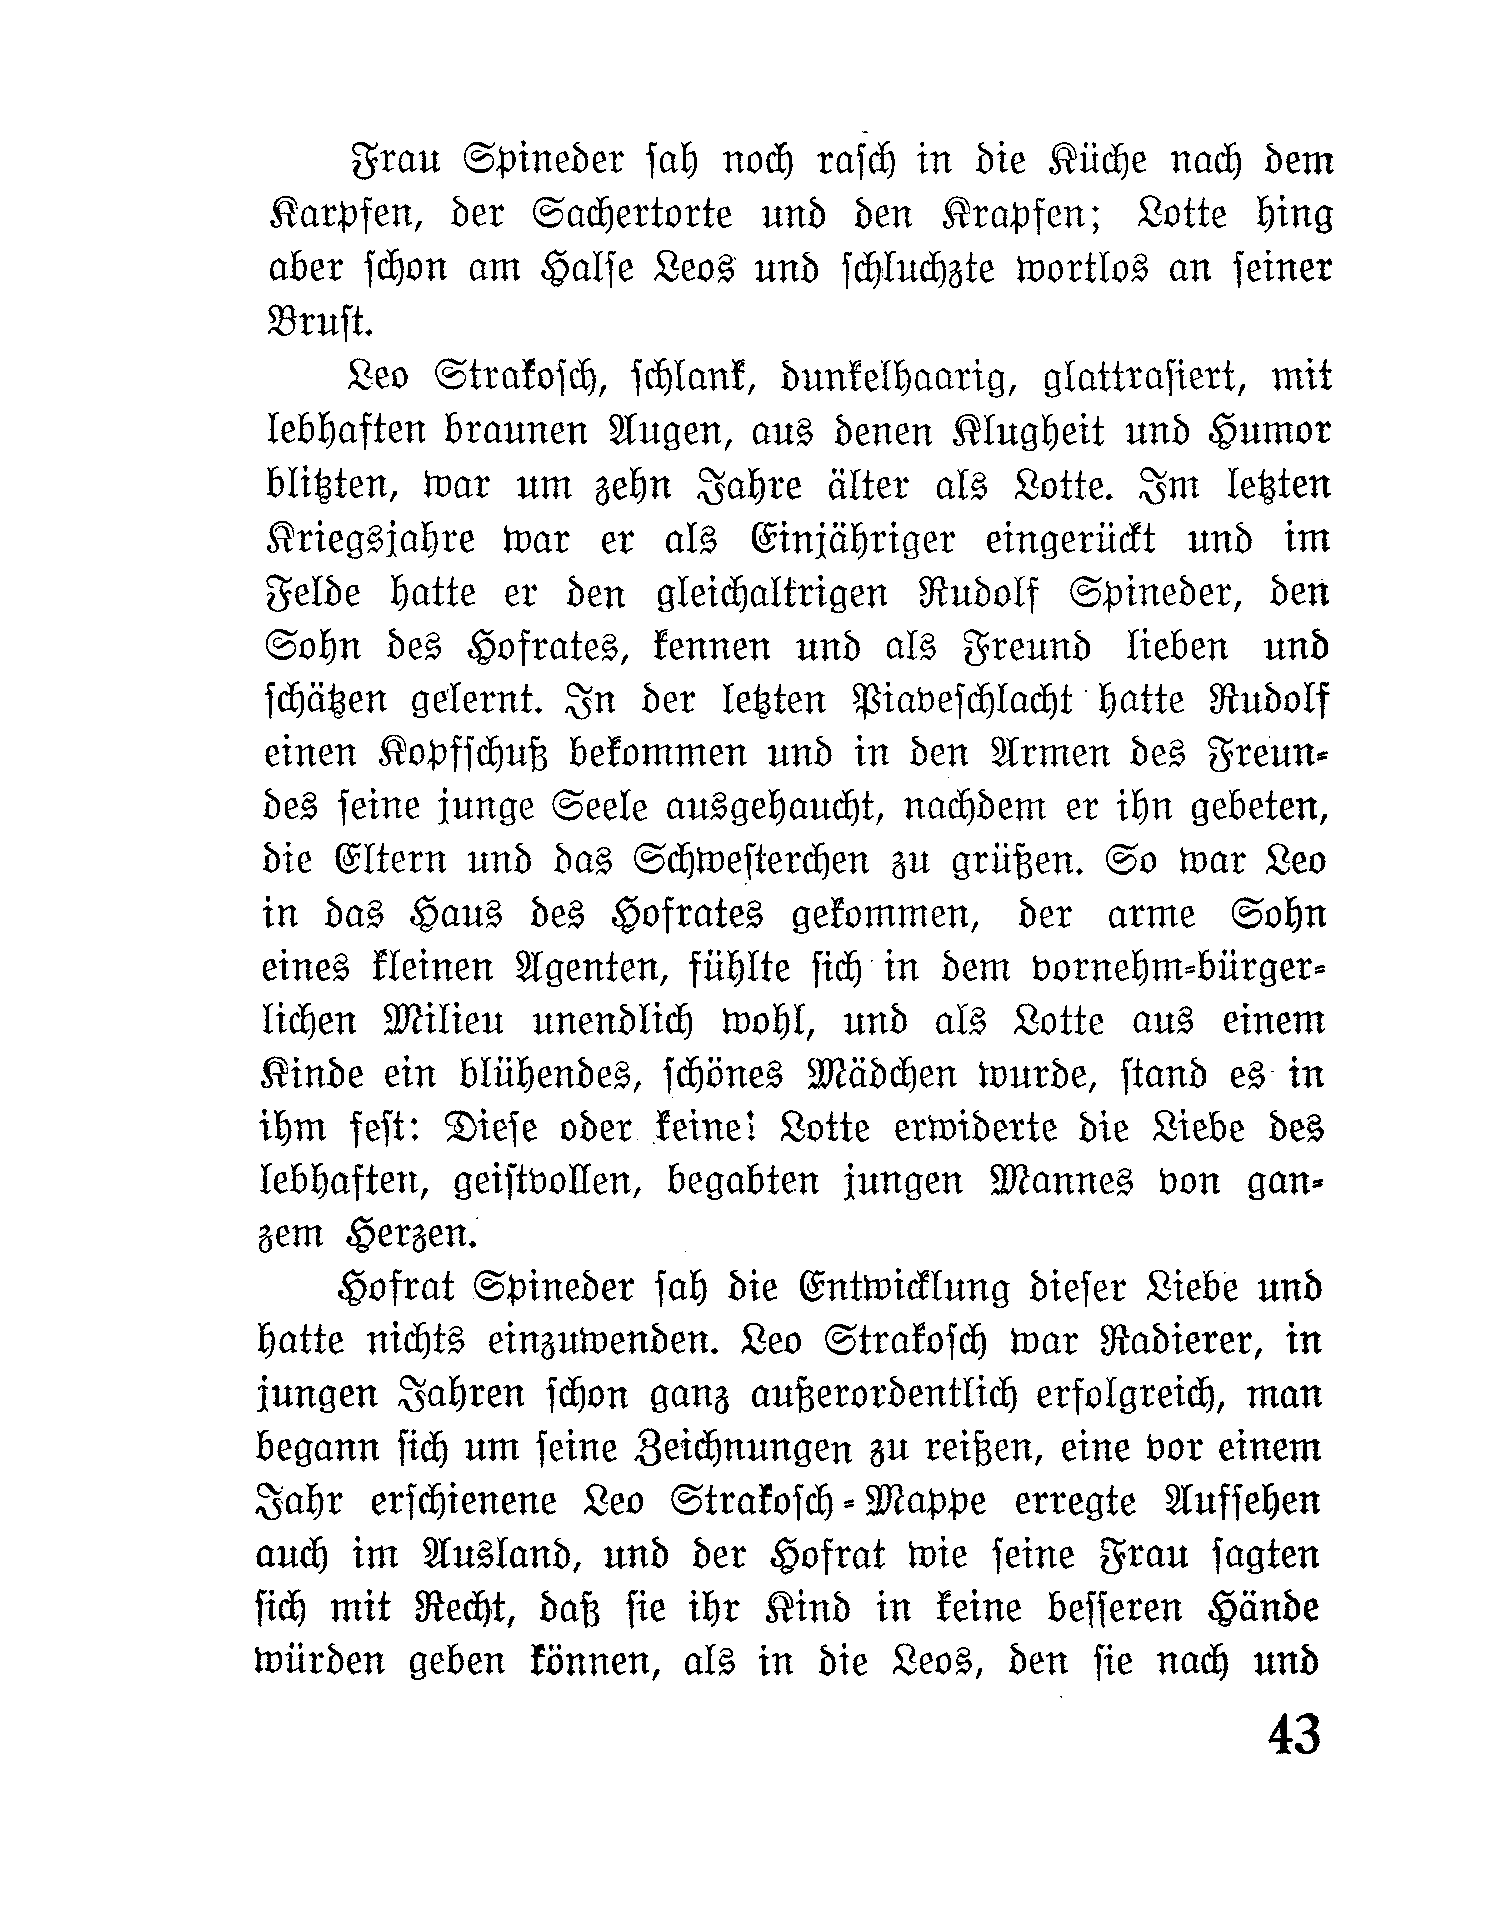 Frau Spineder sah noch rasch in die Küche nach dem
Karpfen, der Sachertorte und den Krapfen; Lotte hing
aber schon am Halse Leos und schluchzte wortlos an seiner
Brust.
Leo Strakosch, schlank, dunkelhaarig, glattrasiert, mit
lebhaften braunen Augen, aus denen Klugheit und Humor
blitzten, war um zehn Jahre älter als Lotte. Im letzten
Kriegsjahre war er als Einjähriger eingerückt und im
Felde hatte er den gleichaltrigen Rudolf Spineder, den
Sohn des Hofrates, kennen und als Freund lieben und
schätzen gelernt. In der letzten Piaveschlacht hatte Rudolf
einen Kopfschuß bekommen und in den Armen des Freun-
des seine junge Seele ausgehaucht, nachdem er ihn gebeten,
die Eltern und das Schwesterchen zu grüßen. So war Leo
in das Haus des Hofrates gekommen, der arme Sohn
eines kleinen Agenten, fühlte sich in dem vornehm-bürger-
lichen Milieu unendlich wohl, und als Lotte aus einem
Kinde ein blühendes, schönes Mädchen wurde, stand es in
ihm fest: Diese oder keine! Lotte erwiderte die Liebe des
lebhaften, geistvollen, begabten jungen Mannes von gan-
zem Herzen.
Hofrat Spineder sah die Entwicklung dieser Liebe und
hatte nichts einzuwenden. Leo Strakosch war Radierer, in
jungen Jahren schon ganz außerordentlich erfolgreich, man
begann sich um seine Zeichnungen zu reißen, eine vor einem
Jahr erschienene Leo Strakosch-Mappe erregte Aufsehen
auch im Ausland, und der Hofrat wie seine Frau sagten
sich mit Recht, daß sie ihr Kind in keine besseren Hände
würden geben können, als in die Leos, den sie nach und
43